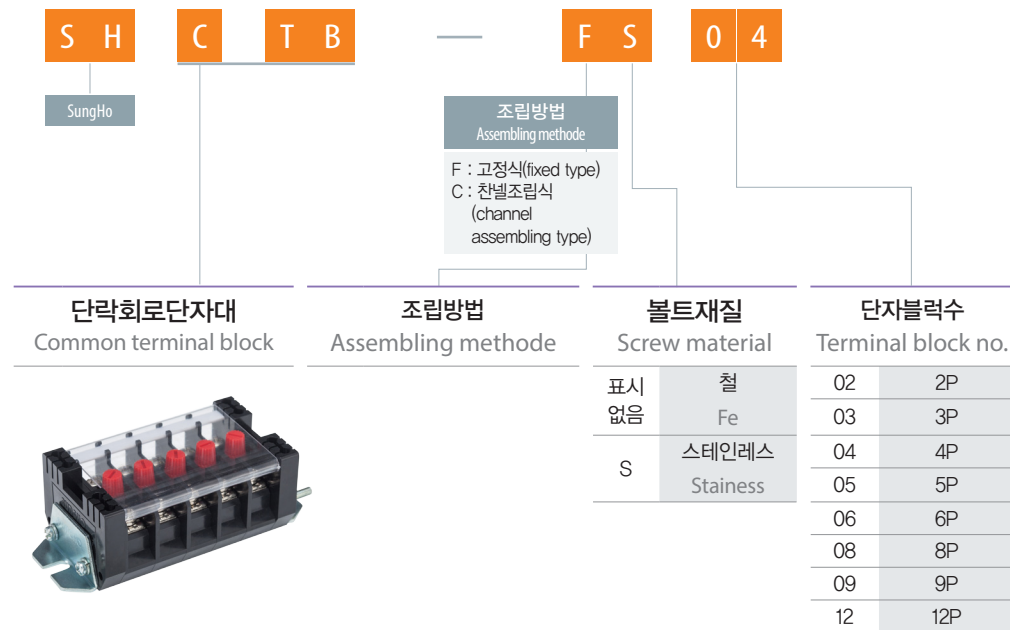 S H C T B — F S 0 4
SungHo
조립방법
Assembling methode
F : 고정식(fixed type)
C : 찬넬조립식
(channel
assembling type)
단락회로단자대
Common terminal block
조립방법
Assembling methode
볼트재질
Screw material
표시
없음
철
Fe
S
스테인레스
Stainess
단자블럭수
Terminal block no.
02 2P
03 3P
04 4P
05 5P
06 6P
08 8P
09 9P
12 12P